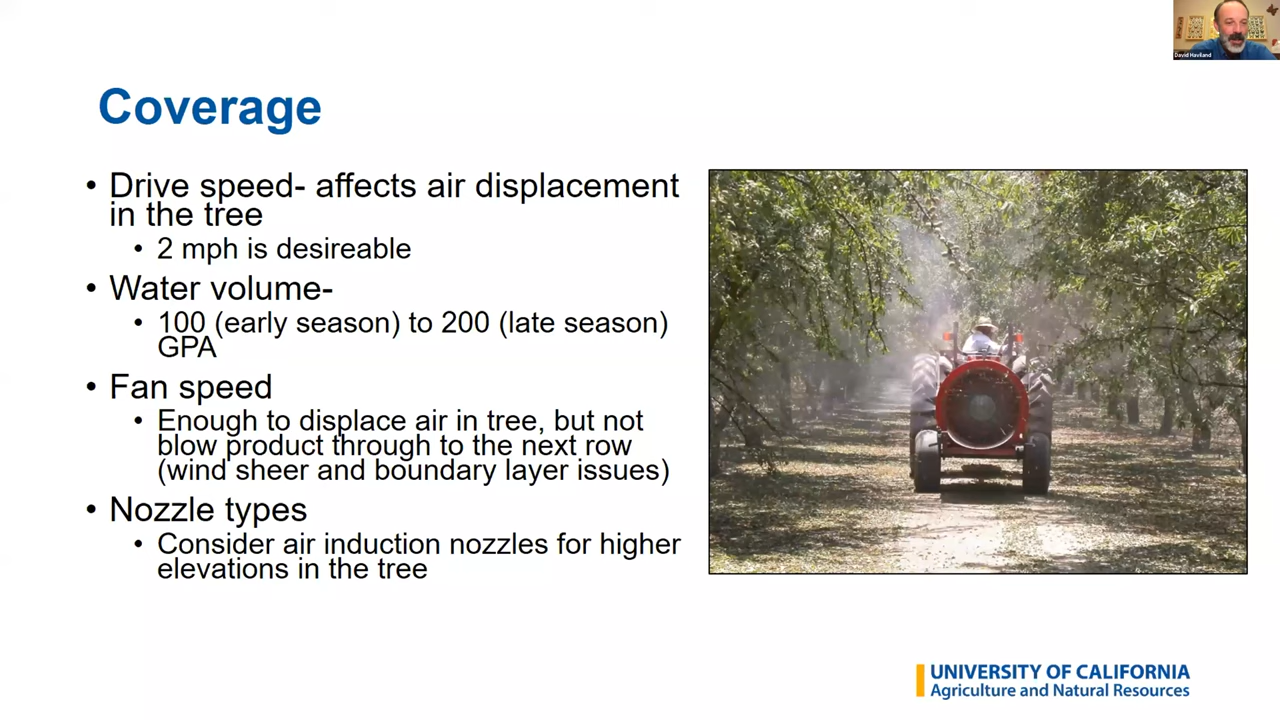 David Haviland
Coverage
• Drive speed- affects air displacement
in the tree
• 2 mph is desireable
• Water volume-
• 100 (early season) to 200 (late season)
GPA
• Fan speed
• Enough to displace air in tree, but not
blow product through to the next row
(wind sheer and boundary layer issues)
• Nozzle types
• Consider air induction nozzles for higher
elevations in the tree
UNIVERSITY OF CALIFORNIA
Agriculture and Natural Resources